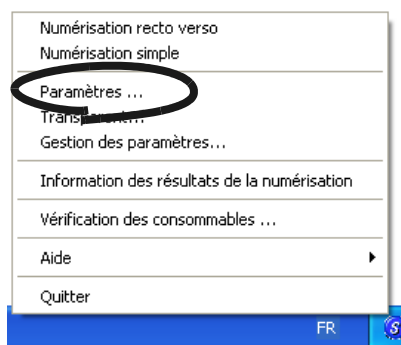 Numérisation recto verso
Numérisation simple
Paramètres ...
Transparent...
Gestion des paramètres...
Information des résultats de la numérisation
Vérification des consommables ...
Aide
Quitter
FR
S